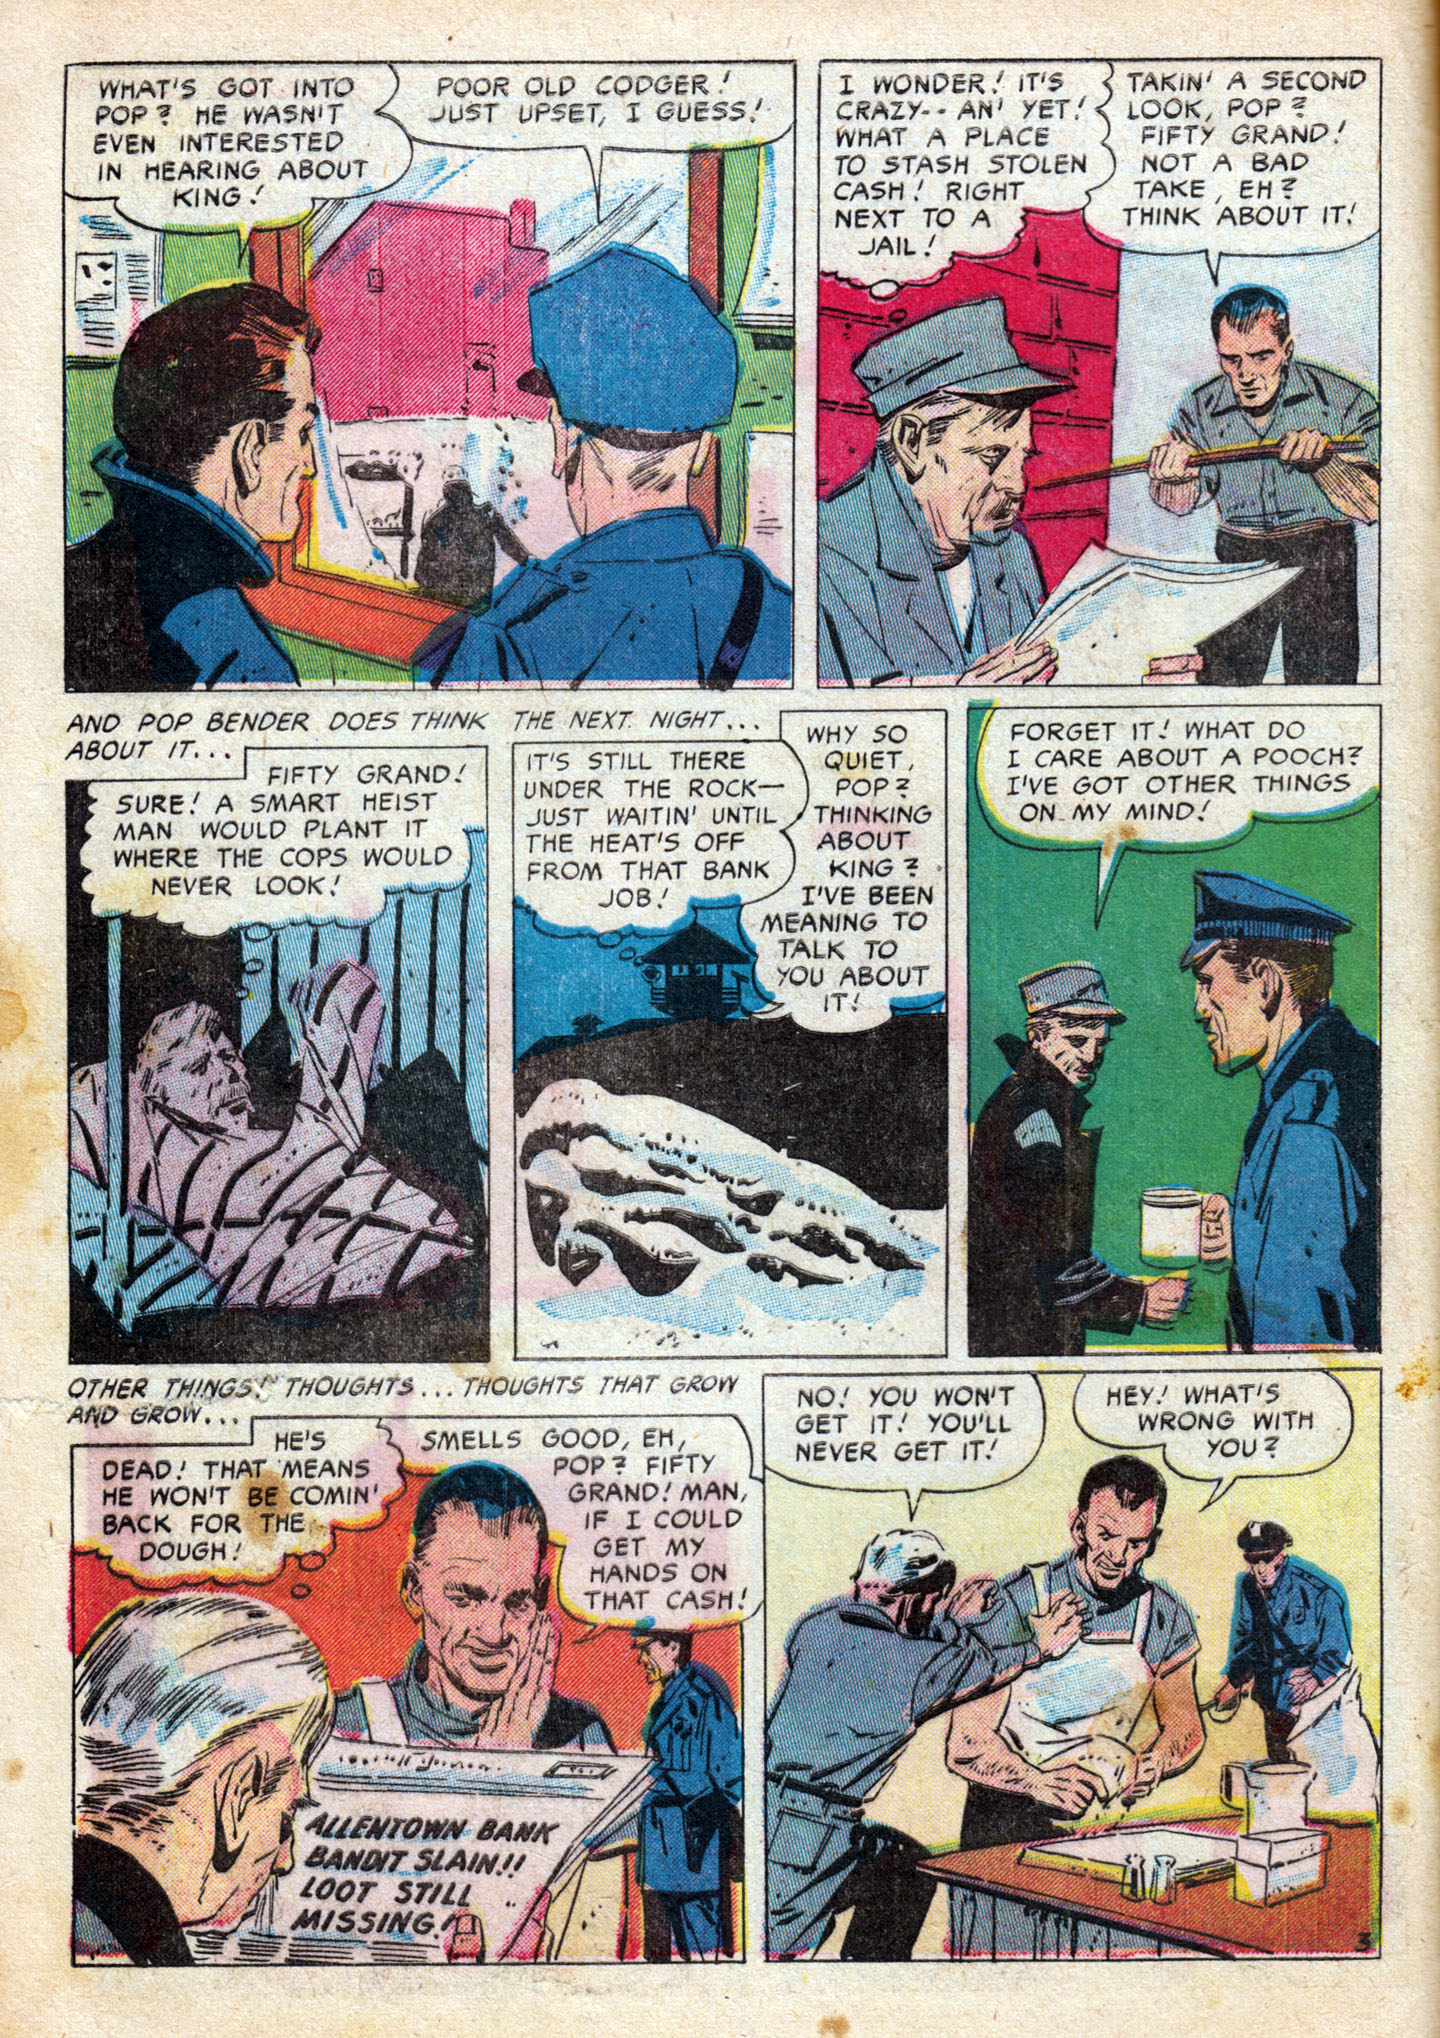 WHAT'S GOT INTO
POP? HE WASN'T
EVEN INTERESTED
IN HEARING ABOUT
KING!
POOR OLD CODGER!
JUST UPSET, I GUESS!
I WONDER! IT'S
CRAZY-- AN' YET!
WHAT A PLACE
TO STASH STOLEN
CASH! RIGHT
NEXT TO A
JAIL!
TAKIN' A SECOND
LOOK, POP?
FIFTY GRAND!
NOT A BAD
TAKE, EH?
THINK ABOUT IT!
AND POP BENDER DOES THINK
ABOUT IT...
FIFTY GRAND!
SURE! A SMART HEIST
MAN WOULD PLANT IT
WHERE THE COPS WOULD
NEVER LOOK!
THE NEXT NIGHT...
IT'S STILL THERE
UNDER THE ROCK—
JUST WAITIN' UNTIL
THE HEAT'S OFF
FROM THAT BANK
JOB!
WHY SO
QUIET,
POP?
THINKING
ABOUT
KING?
I'VE BEEN
MEANING TO
TALK TO
YOU ABOUT
IT!
FORGET IT! WHAT DO
I CARE ABOUT A POOCH?
I'VE GOT OTHER THINGS
ON MY MIND!
OTHER THINGS! THOUGHTS... THOUGHTS THAT GROW
AND GROW...
HE'S
DEAD! THAT MEANS
HE WON'T BE COMIN'
BACK FOR THE
DOUGH!
SMELLS GOOD, EH,
POP? FIFTY
GRAND! MAN,
IF I COULD
GET MY
HANDS ON
THAT CASH!
ALLENTOWN BANK
BANDIT SLAIN!!
LOOT STILL
MISSING!
NO! YOU WON'T
GET IT! YOU'LL
NEVER GET IT!
HEY! WHAT'S
WRONG WITH
YOU?
3